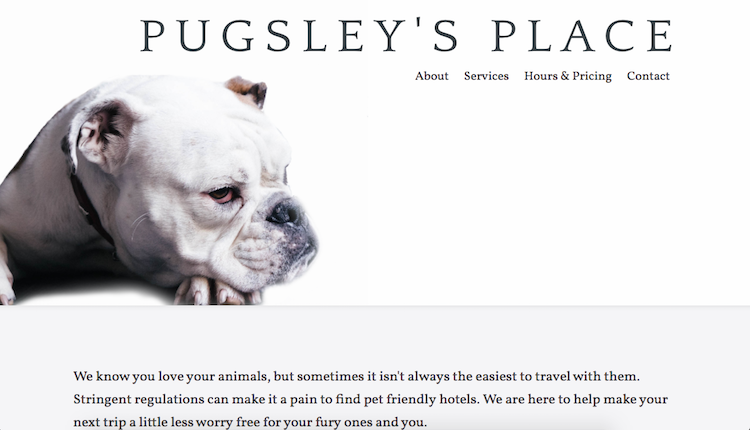 PUGSLEY'S PLACE
About Services Hours & Pricing Contact
We know you love your animals, but sometimes it isn't always the easiest to travel with them.
Stringent regulations can make it a pain to find pet friendly hotels. We are here to help make your
next trip a little less worry free for your fury ones and you.